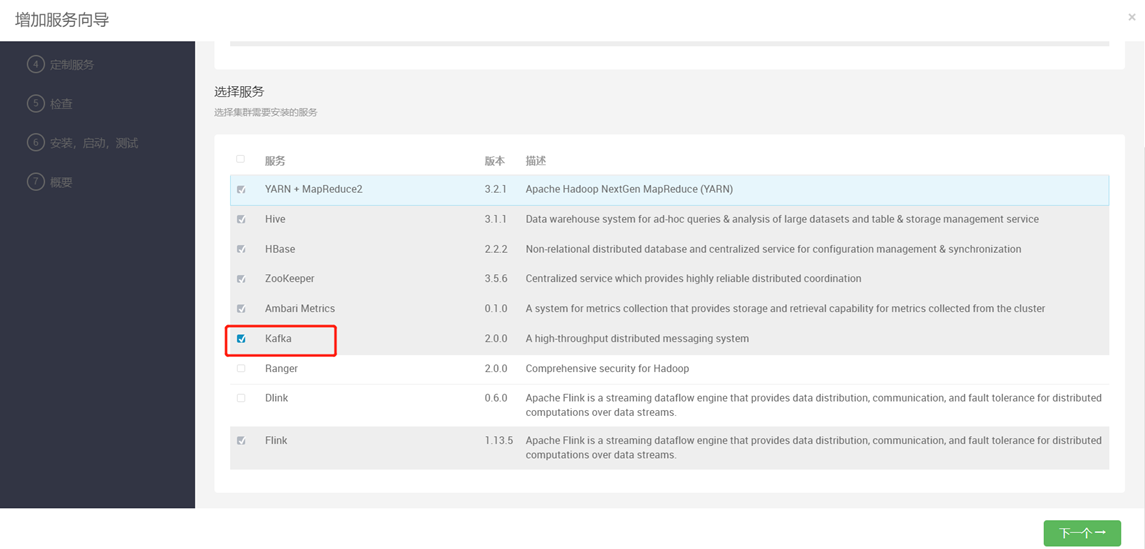 增加服务向导
×
4 定制服务
5 检查
6 安装，启动，测试
7 概要
选择服务
选择集群需要安装的服务
服务 版本 描述
YARN + MapReduce2 3.2.1 Apache Hadoop NextGen MapReduce (YARN)
Hive 3.1.1 Data warehouse system for ad-hoc queries & analysis of large datasets and table & storage management service
HBase 2.2.2 Non-relational distributed database and centralized service for configuration management & synchronization
ZooKeeper 3.5.6 Centralized service which provides highly reliable distributed coordination
Ambari Metrics 0.1.0 A system for metrics collection that provides storage and retrieval capability for metrics collected from the cluster
Kafka 2.0.0 A high-throughput distributed messaging system
Ranger 2.0.0 Comprehensive security for Hadoop
Dlink 0.6.0 Apache Flink is a streaming dataflow engine that provides data distribution, communication, and fault tolerance for distributed
computations over data streams.
Flink 1.13.5 Apache Flink is a streaming dataflow engine that provides data distribution, communication, and fault tolerance for distributed
computations over data streams.
下一个 →